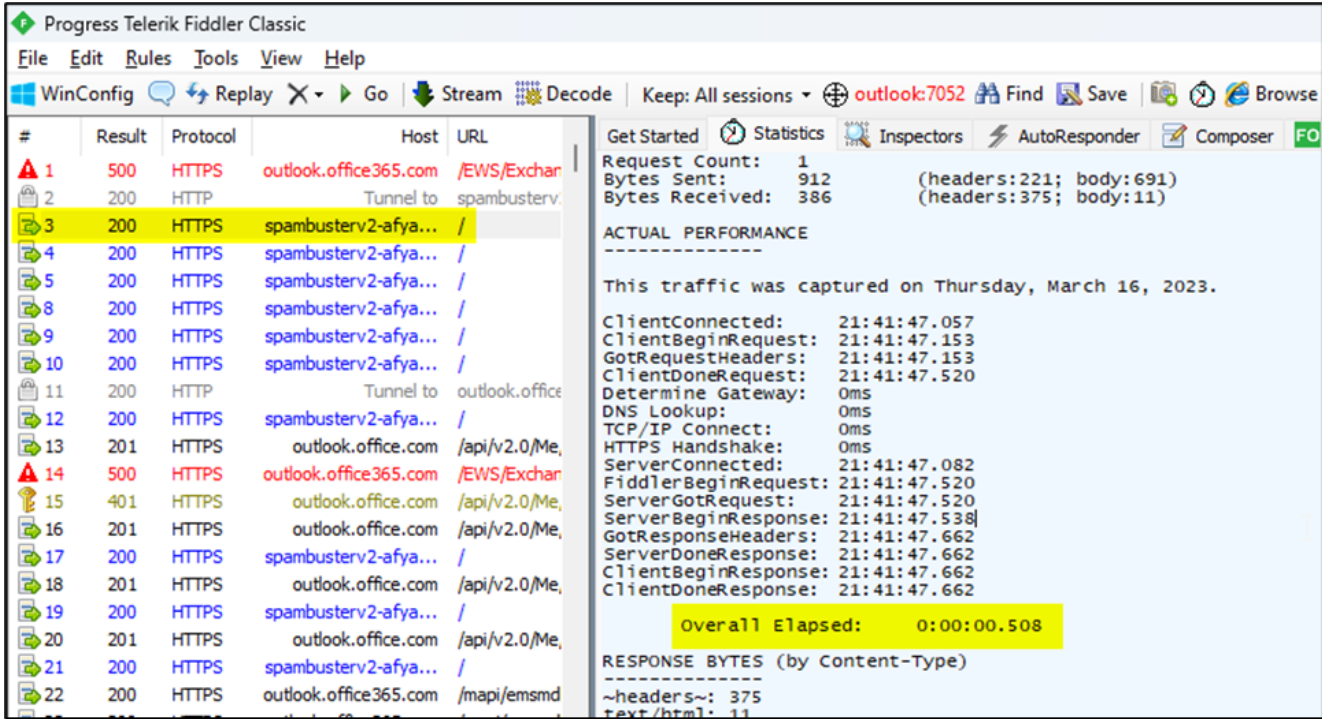 Progress Telerik Fiddler Classic
File Edit Rules Tools View Help
WinConfig Replay Go Stream Decode Keep: All sessions outlook:7052 Find Save Browse
# Result Protocol Host URL
1 500 HTTPS outlook.office365.com /EWS/Exchan
2 200 HTTP Tunnel to spambusterv
3 200 HTTPS spambusterv2-afya... /
4 200 HTTPS spambusterv2-afya... /
5 200 HTTPS spambusterv2-afya... /
8 200 HTTPS spambusterv2-afya... /
9 200 HTTPS spambusterv2-afya... /
10 200 HTTPS spambusterv2-afya... /
11 200 HTTP Tunnel to outlook.office
12 200 HTTPS spambusterv2-afya... /
13 201 HTTPS outlook.office.com /api/v2.0/Me,
14 500 HTTPS outlook.office365.com /EWS/Exchan
15 401 HTTPS outlook.office.com /api/v2.0/Me,
16 201 HTTPS outlook.office.com /api/v2.0/Me,
17 200 HTTPS spambusterv2-afya... /
18 201 HTTPS outlook.office.com /api/v2.0/Me,
19 200 HTTPS spambusterv2-afya... /
20 201 HTTPS outlook.office.com /api/v2.0/Me,
21 200 HTTPS spambusterv2-afya... /
22 200 HTTPS outlook.office365.com /mapi/emsmd
Get Started Statistics Inspectors AutoResponder Composer FO
Request Count: 1
Bytes Sent: 912 (headers:221; body:691)
Bytes Received: 386 (headers:375; body:11)
ACTUAL PERFORMANCE
--------------
This traffic was captured on Thursday, March 16, 2023.
ClientConnected: 21:41:47.057
ClientBeginRequest: 21:41:47.153
GotRequestHeaders: 21:41:47.153
ClientDoneRequest: 21:41:47.520
Determine Gateway: 0ms
DNS Lookup: 0ms
TCP/IP Connect: 0ms
HTTPS Handshake: 0ms
ServerConnected: 21:41:47.082
FiddlerBeginRequest: 21:41:47.520
ServerGotRequest: 21:41:47.520
ServerBeginResponse: 21:41:47.538
GotResponseHeaders: 21:41:47.662
ServerDoneResponse: 21:41:47.662
ClientBeginResponse: 21:41:47.662
ClientDoneResponse: 21:41:47.662
Overall Elapsed: 0:00:00.508
RESPONSE BYTES (by Content-Type)
--------------
~headers~: 375
text/html: 11